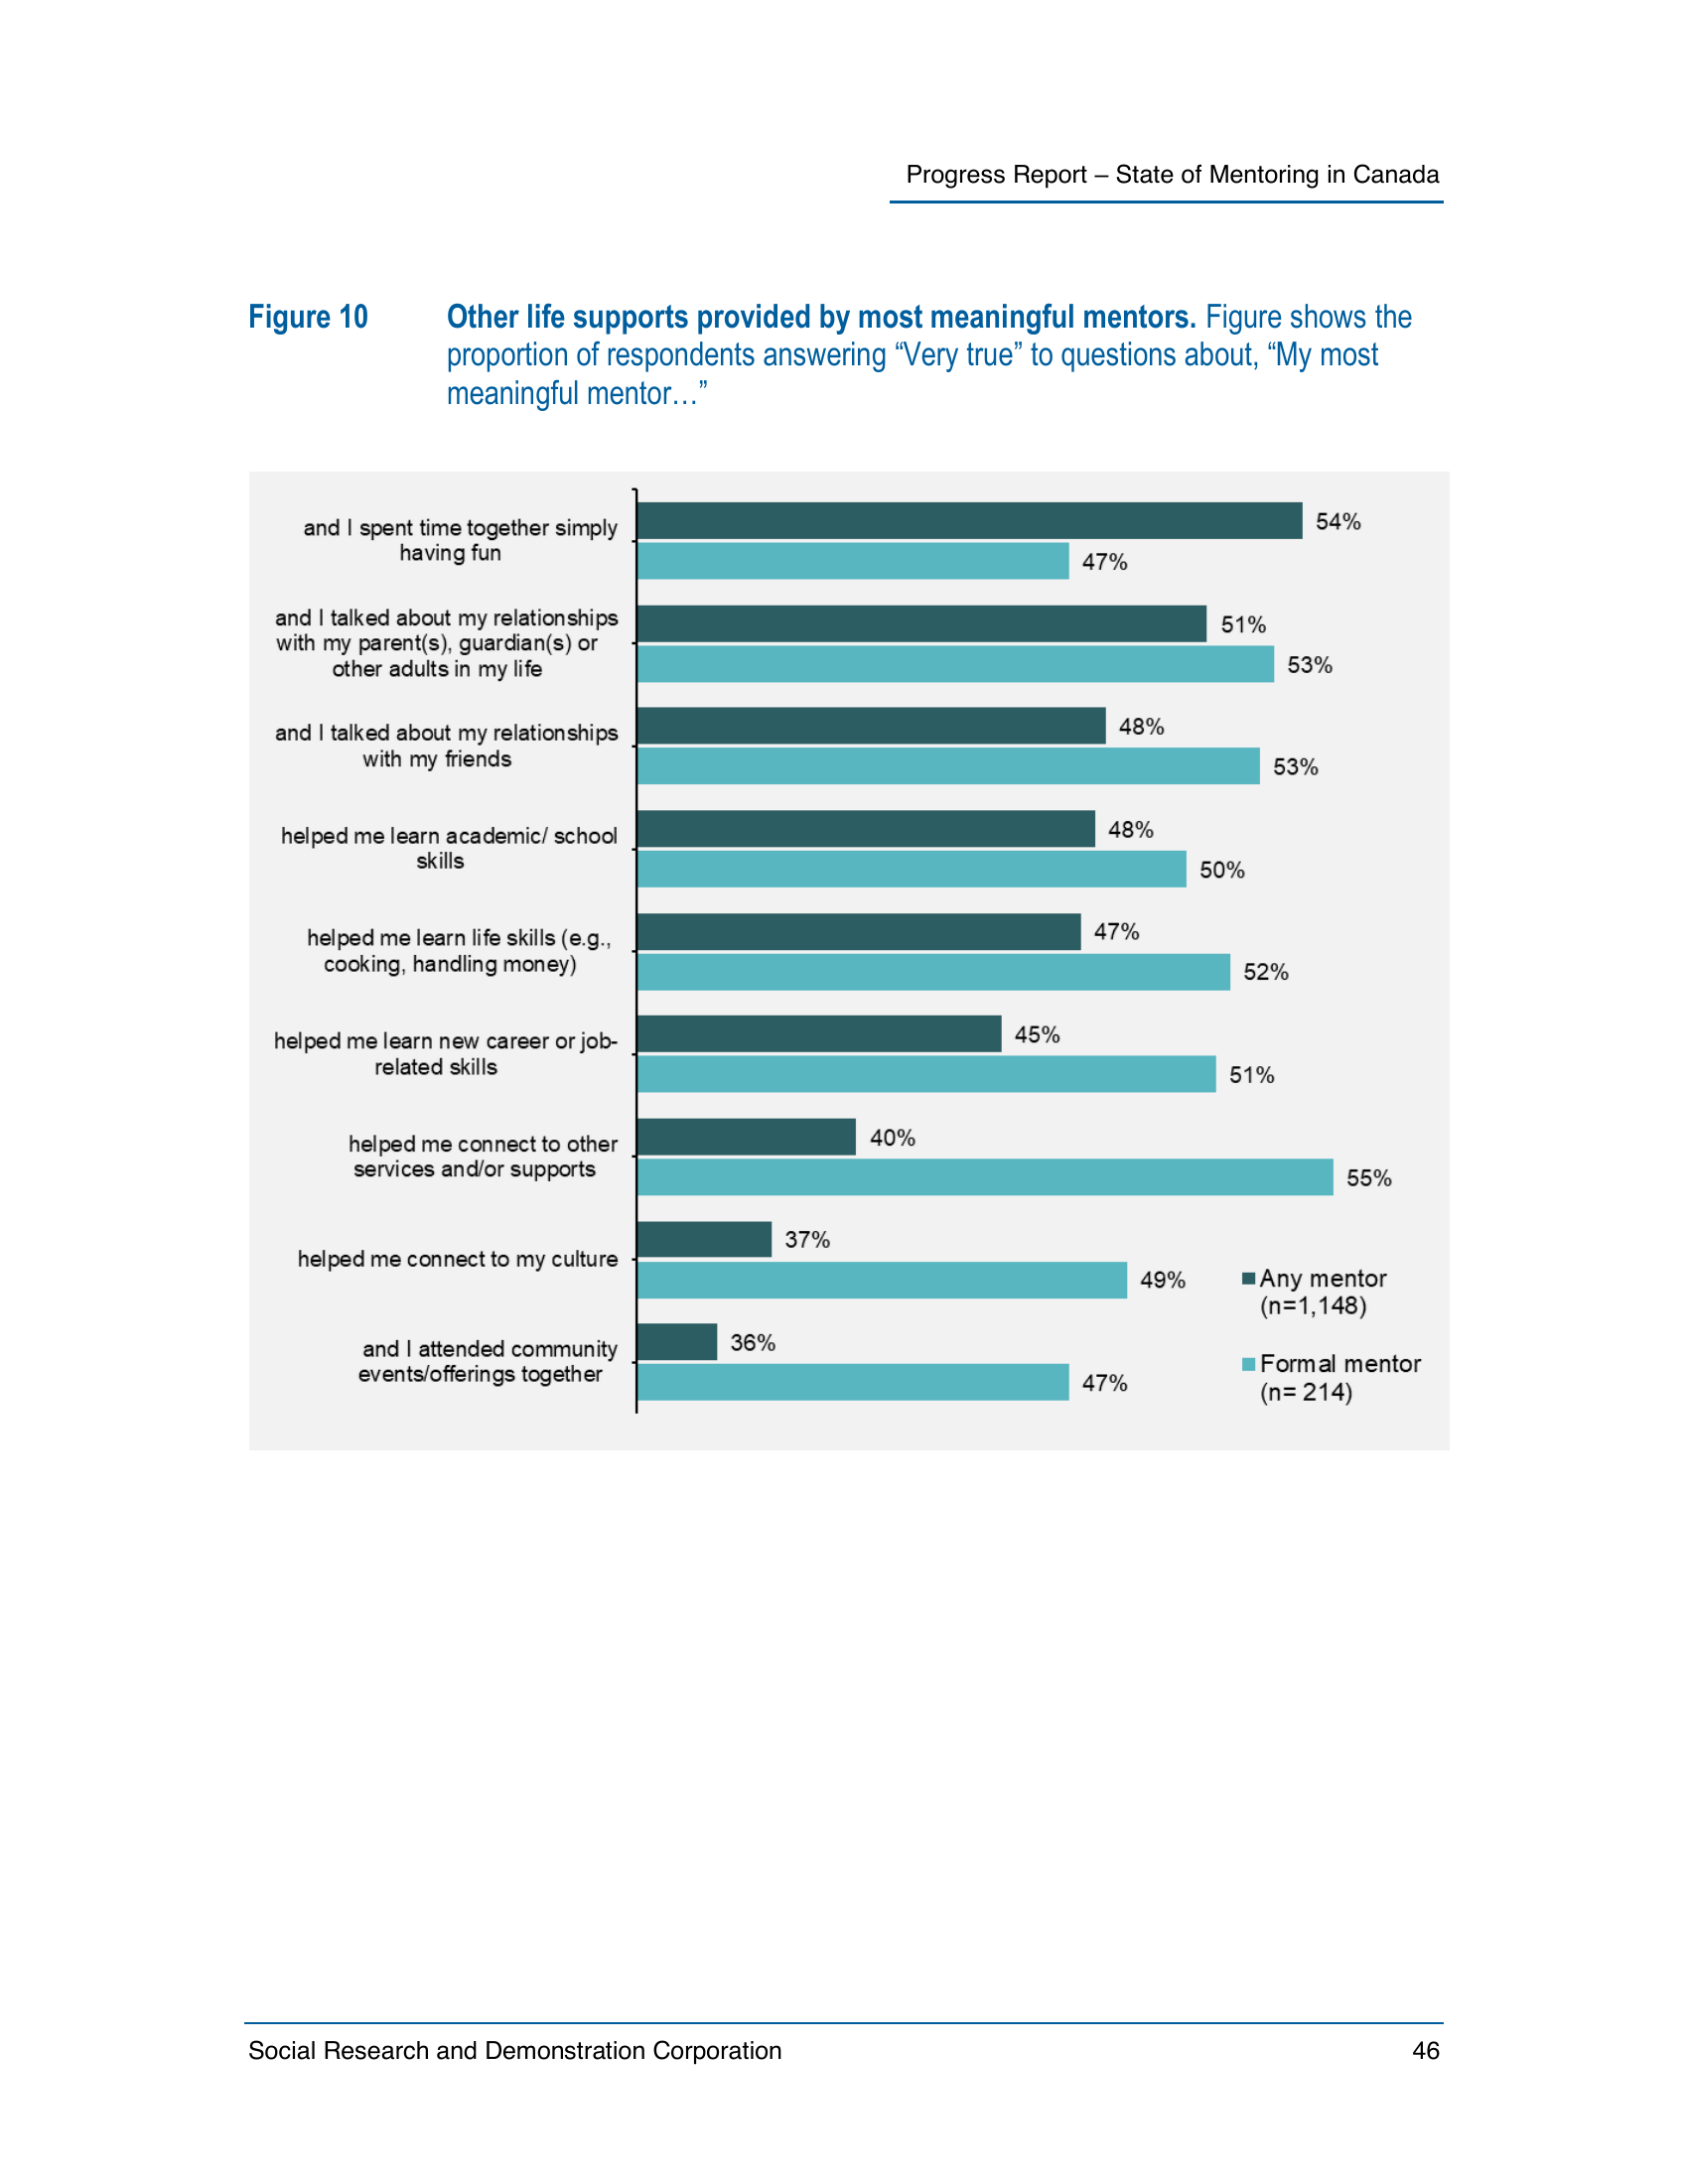 Progress Report – State of Mentoring in Canada
Figure 10 Other life supports provided by most meaningful mentors. Figure shows the
proportion of respondents answering “Very true” to questions about, “My most
meaningful mentor…”
and I spent time together simply
having fun
54%
47%
and I talked about my relationships
with my parent(s), guardian(s) or
other adults in my life
51%
53%
and I talked about my relationships
with my friends
48%
53%
helped me learn academic/ school
skills
48%
50%
helped me learn life skills (e.g.,
cooking, handling money)
47%
52%
helped me learn new career or job-
related skills
45%
51%
helped me connect to other
services and/or supports
40%
55%
helped me connect to my culture
37%
49%
and I attended community
events/offerings together
36%
47%
Any mentor
(n=1,148)
Formal mentor
(n= 214)
Social Research and Demonstration Corporation 46